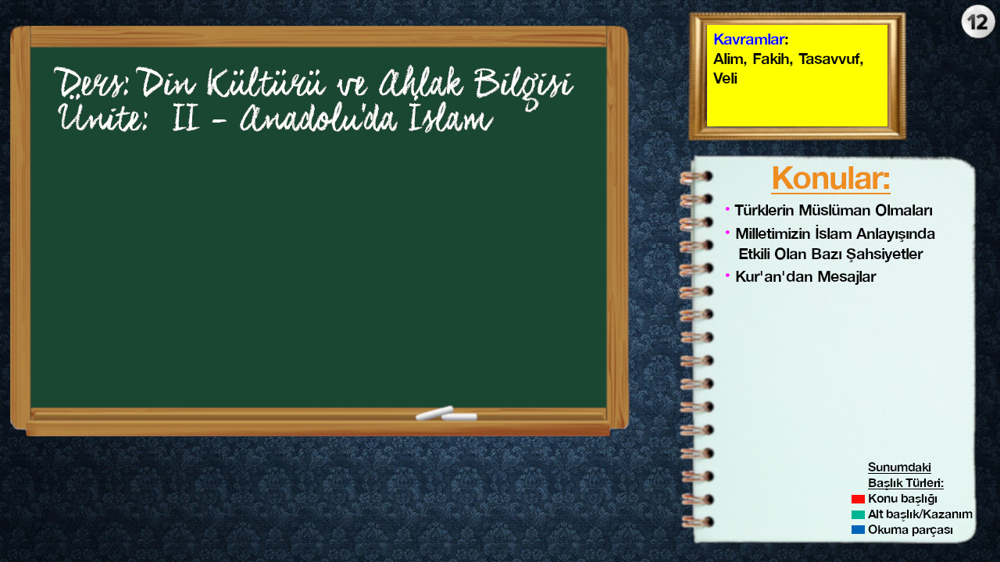 Ders: Din Kültürü ve Ahlak Bilgisi
Ünite: II - Anadolu'da İslam
12
Kavramlar:
Alim, Fakih, Tasavvuf,
Veli
Konular:
• Türklerin Müslüman Olmaları
• Milletimizin İslam Anlayışında
Etkili Olan Bazı Şahsiyetler
• Kur'an'dan Mesajlar
Sunumdaki
Başlık Türleri:
Konu başlığı
Alt başlık/Kazanım
Okuma parçası